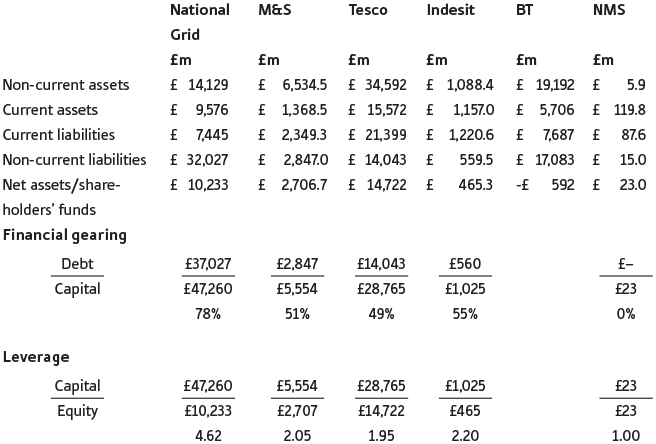 National M&S Tesco Indesit BT NMS
Grid
£m £m £m £m £m £m
Non-current assets £ 14,129 £ 6,534.5 £ 34,592 £ 1,088.4 £ 19,192 £ 5.9
Current assets £ 9,576 £ 1,368.5 £ 15,572 £ 1,157.0 £ 5,706 £ 119.8
Current liabilities £ 7,445 £ 2,349.3 £ 21,399 £ 1,220.6 £ 7,687 £ 87.6
Non-current liabilities £ 32,027 £ 2,847.0 £ 14,043 £ 559.5 £ 17,083 £ 15.0
Net assets/share- £ 10,233 £ 2,706.7 £ 14,722 £ 465.3 -£ 592 £ 23.0
holders' funds
Financial gearing
Debt £37,027 £2,847 £14,043 £560 £–
Capital £47,260 £5,554 £28,765 £1,025 £23
78% 51% 49% 55% 0%
Leverage
Capital £47,260 £5,554 £28,765 £1,025 £23
Equity £10,233 £2,707 £14,722 £465 £23
4.62 2.05 1.95 2.20 1.00